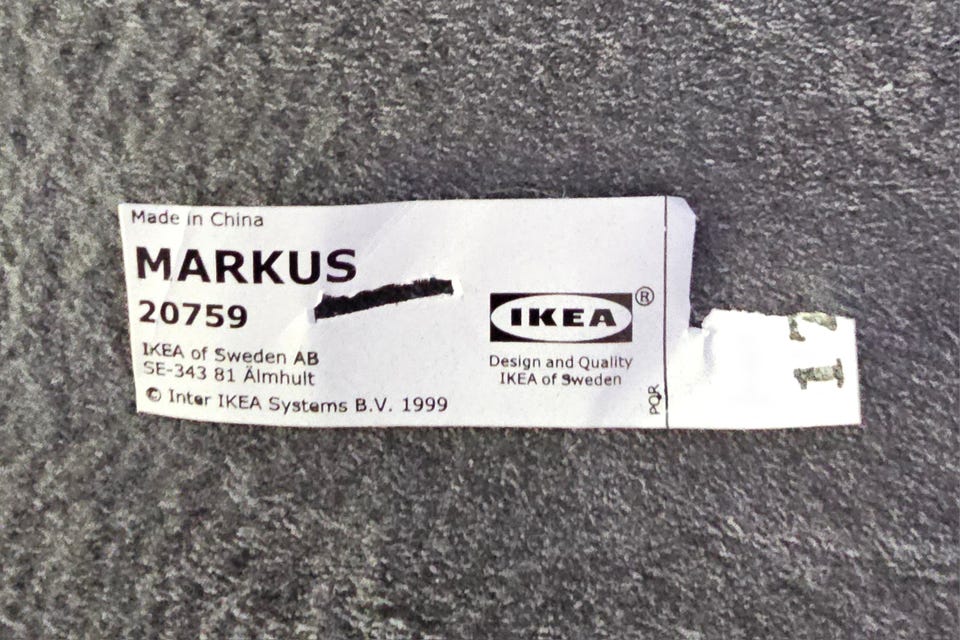 Made in China
MARKUS
20759
IKEA of Sweden AB
SE-343 81 Älmhult
© Inter IKEA Systems B.V. 1999
IKEA®
Design and Quality
IKEA of Sweden
PQR